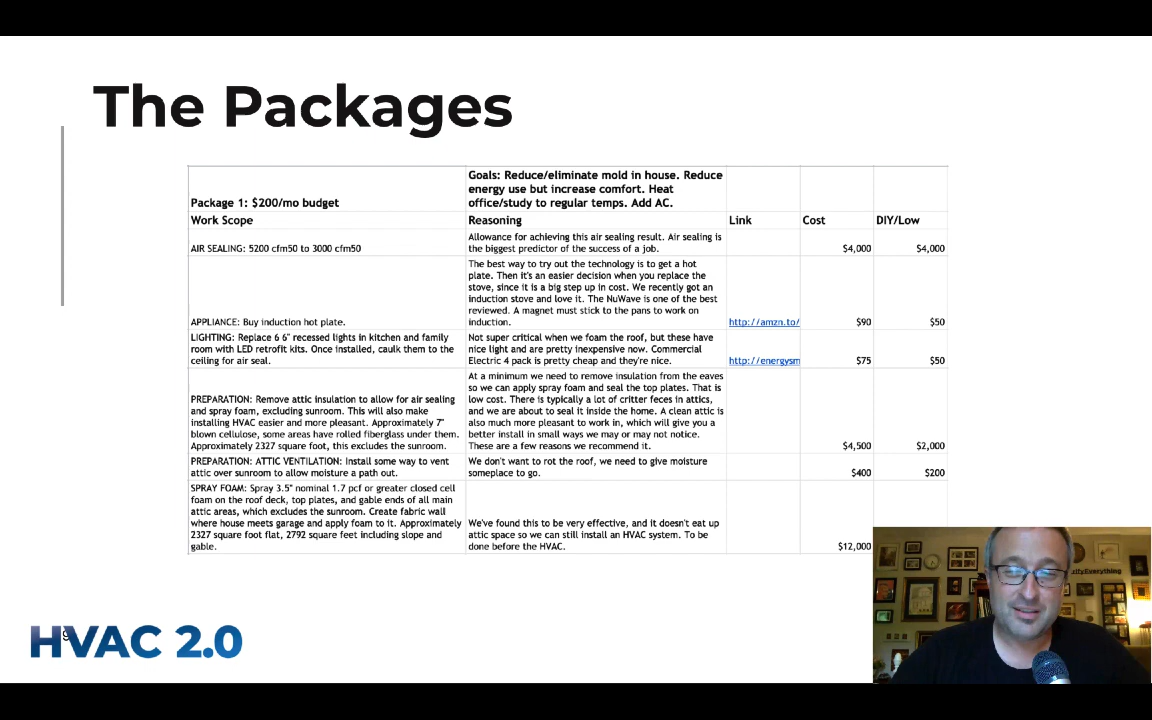 The Packages
Goals: Reduce/eliminate mold in house. Reduce
energy use but increase comfort. Heat
Package 1: $200/mo budget office/study to regular temps. Add AC.
Work Scope Reasoning Link Cost DIY/Low
Allowance for achieving this air sealing result. Air sealing is
AIR SEALING: 5200 cfm50 to 3000 cfm50 the biggest predictor of the success of a job. $4,000 $4,000
The best way to try out the technology is to get a hot
plate. Then it's an easier decision when you replace the
stove, since it is a big step up in cost. We recently got an
induction stove and love it. The NuWave is one of the best
reviewed. A magnet must stick to the pans to work on
APPLIANCE: Buy induction hot plate. induction. http://amzn.to/ $90 $50
LIGHTING: Replace 6 6" recessed lights in kitchen and family Not super critical when we foam the roof, but these have
room with LED retrofit kits. Once installed, caulk them to the nice light and are pretty inexpensive now. Commercial
ceiling for air seal. Electric 4 pack is pretty cheap and they're nice. http://energysm $75 $50
At a minimum we need to remove insulation from the eaves
so we can apply spray foam and seal the top plates. That is
PREPARATION: Remove attic insulation to allow for air sealing low cost. There is typically a lot of critter feces in attics,
and spray foam, excluding sunroom. This will also make and we are about to seal it inside the home. A clean attic is
installing HVAC easier and more pleasant. Approximately 7" also much more pleasant to work in, which will give you a
blown cellulose, some areas have rolled fiberglass under them. better install in small ways we may or may not notice.
Approximately 2327 square foot, this excludes the sunroom. These are a few reasons we recommend it. $4,500 $2,000
PREPARATION: ATTIC VENTILATION: Install some way to vent We don't want to rot the roof, we need to give moisture
attic over sunroom to allow moisture a path out. someplace to go. $400 $200
SPRAY FOAM: Spray 3.5" nominal 1.7 pcf or greater closed cell
foam on the roof deck, top plates, and gable ends of all main
attic areas, which excludes the sunroom. Create fabric wall
where house meets garage and apply foam to it. Approximately We've found this to be very effective, and it doesn't eat up
2327 square foot flat, 2792 square feet including slope and attic space so we can still install an HVAC system. To be
gable. done before the HVAC. $12,000
HVAC 2.0